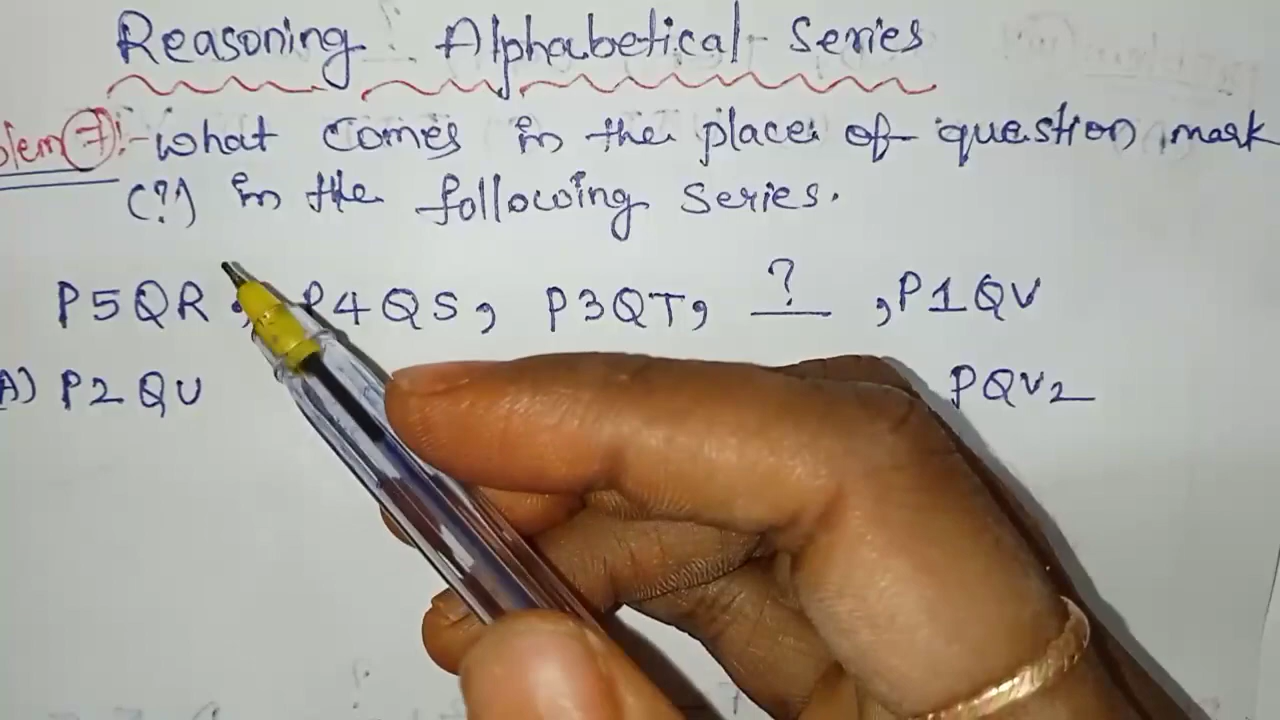 Reasoning :- Alphabetical - Series
blem 7 :- what comes in the place of question mark
(?) in the following series.
P5QR, P4QS, P3QT, ?, P1QV
A) P2QU PQV2